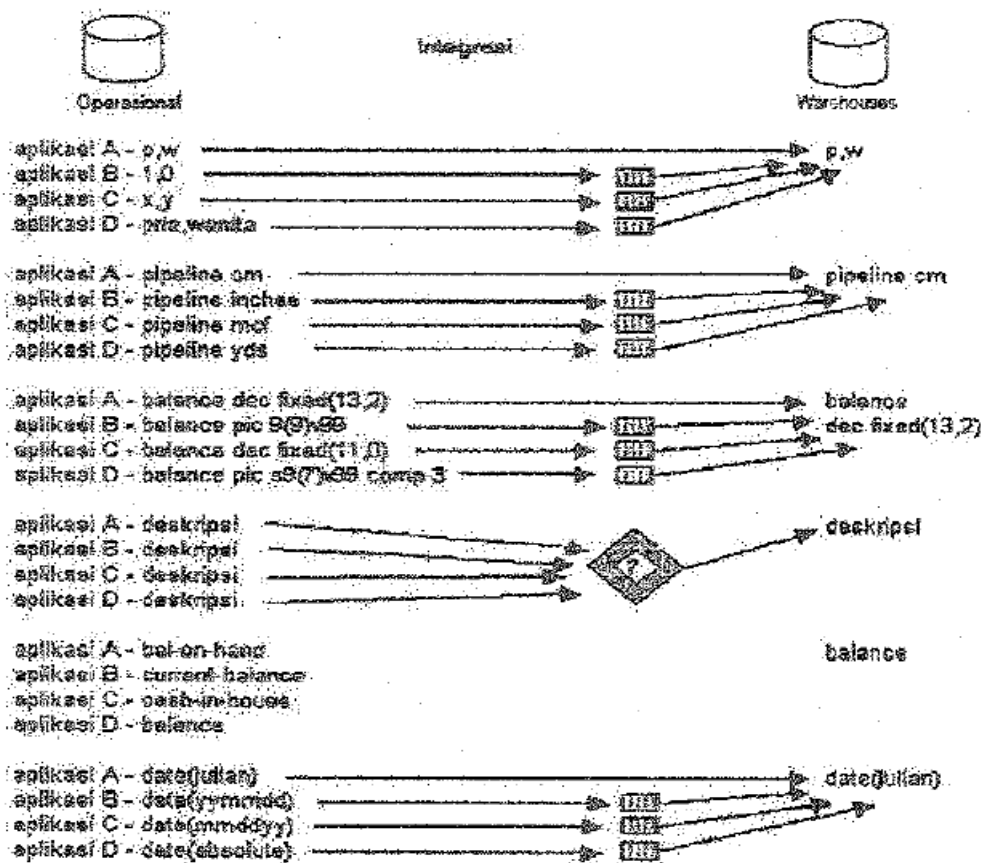 Integrasi
Operasional
Warehouses
aplikasi A - p,w
p,w
aplikasi B - 1,0
aplikasi C - x,y
aplikasi D - pria,wanita
aplikasi A - pipeline cm
pipeline cm
aplikasi B - pipeline inches
aplikasi C - pipeline mcf
aplikasi D - pipeline yds
aplikasi A - balance dec fixed(13,2)
balance
aplikasi B - balance pic 9(9)v99
dec fixed(13,2)
aplikasi C - balance dec fixed(11,0)
aplikasi D - balance pic s9(7)v99 comp 3
aplikasi A - deskripsi
deskripsi
aplikasi B - deskripsi
aplikasi C - deskripsi
?
aplikasi D - deskripsi
aplikasi A - bal-on-hand
balance
aplikasi B - current-balance
aplikasi C - cash-in-house
aplikasi D - balance
aplikasi A - date(julian)
date(julian)
aplikasi B - date(yymmdd)
aplikasi C - date(mmddyy)
aplikasi D - date(absolute)